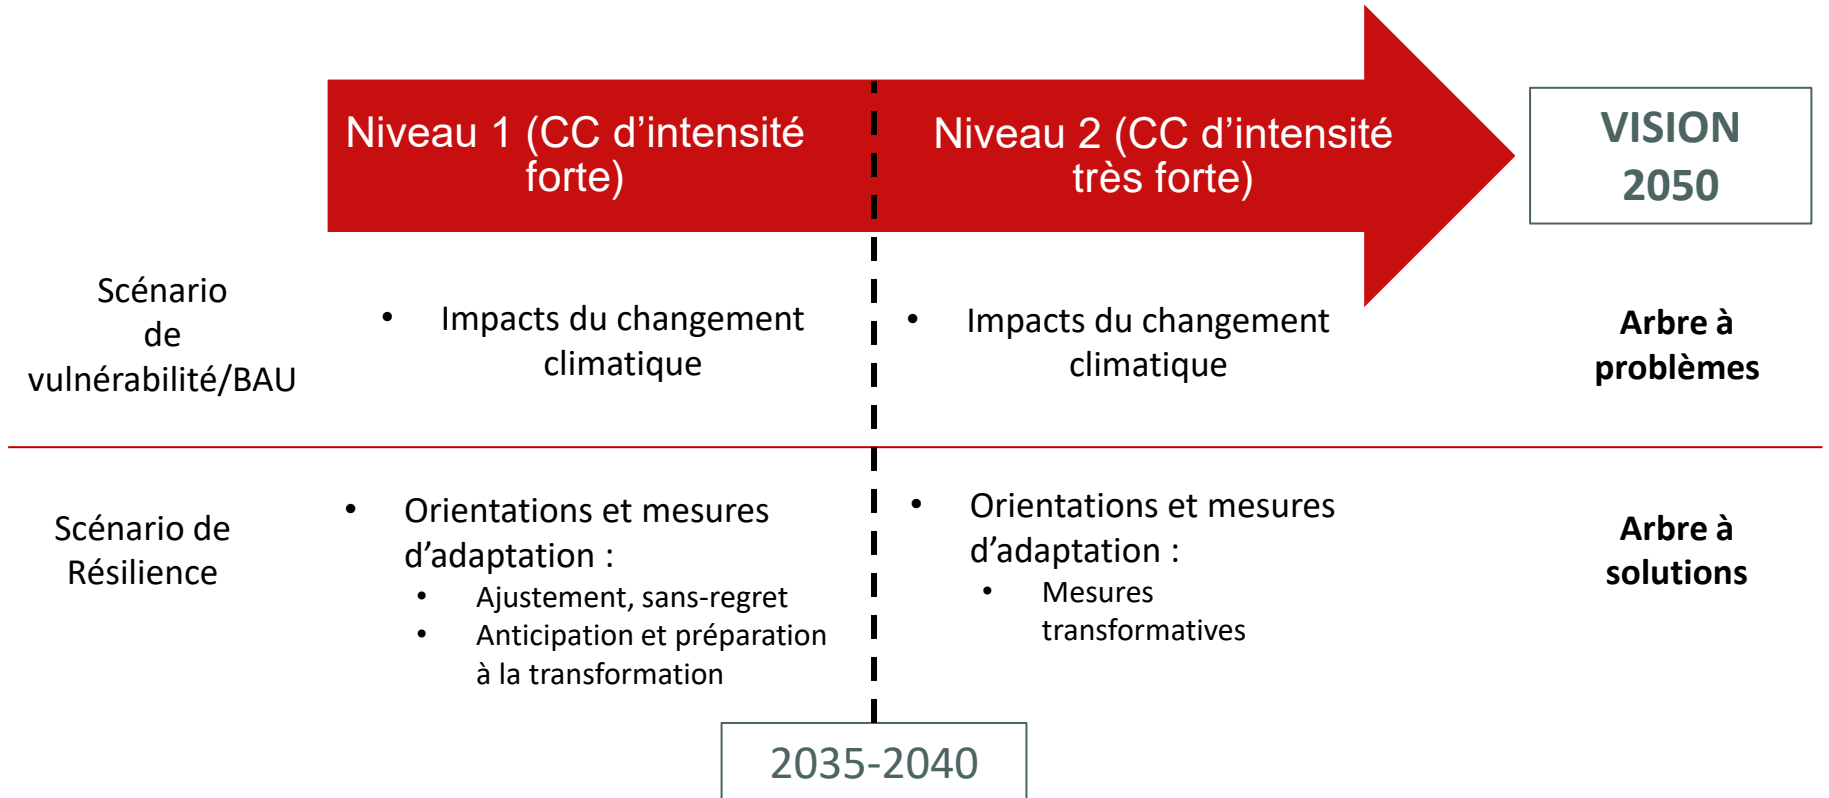 Niveau 1 (CC d’intensité
forte)
Niveau 2 (CC d’intensité
très forte)
VISION
2050
Scénario
de
vulnérabilité/BAU
• Impacts du changement
climatique
• Impacts du changement
climatique
Arbre à
problèmes
Scénario de
Résilience
• Orientations et mesures
d’adaptation :
• Ajustement, sans-regret
• Anticipation et préparation
à la transformation
• Orientations et mesures
d’adaptation :
• Mesures
transformatives
Arbre à
solutions
2035-2040